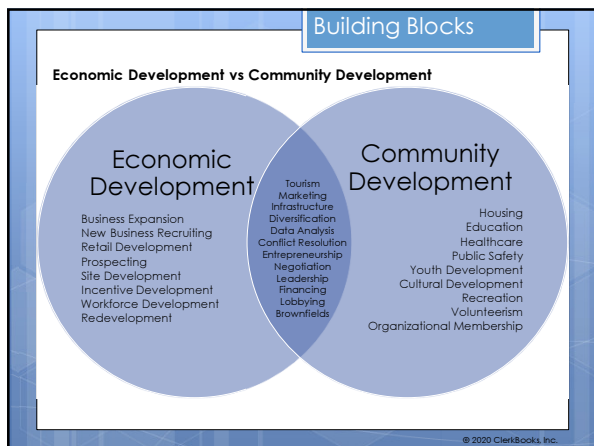 Building Blocks
Economic Development vs Community Development
Economic
Development
Business Expansion
New Business Recruiting
Retail Development
Prospecting
Site Development
Incentive Development
Workforce Development
Redevelopment
Tourism
Marketing
Infrastructure
Diversification
Data Analysis
Conflict Resolution
Entrepreneurship
Negotiation
Leadership
Financing
Lobbying
Brownfields
Community
Development
Housing
Education
Healthcare
Public Safety
Youth Development
Cultural Development
Recreation
Volunteerism
Organizational Membership
© 2020 ClerkBooks, Inc.